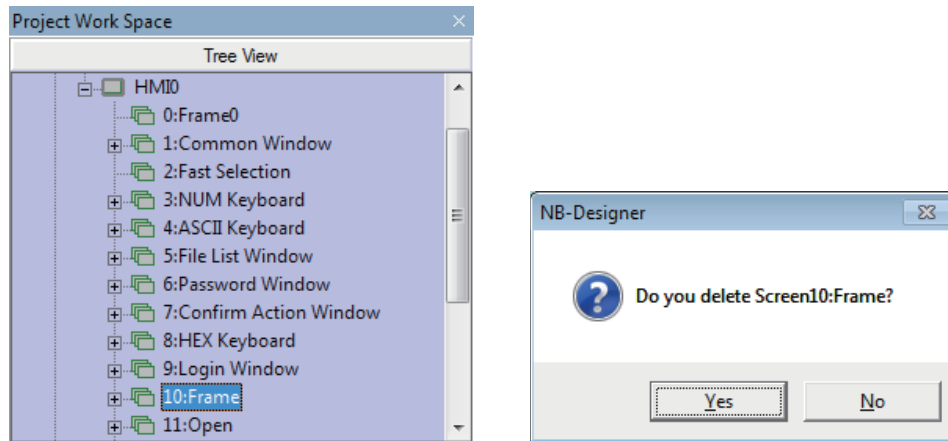 Project Work Space
Tree View
HMI0
0:Frame0
1:Common Window
2:Fast Selection
3:NUM Keyboard
4:ASCII Keyboard
5:File List Window
6:Password Window
7:Confirm Action Window
8:HEX Keyboard
9:Login Window
10:Frame
11:Open
NB-Designer
Do you delete Screen10:Frame?
Yes No